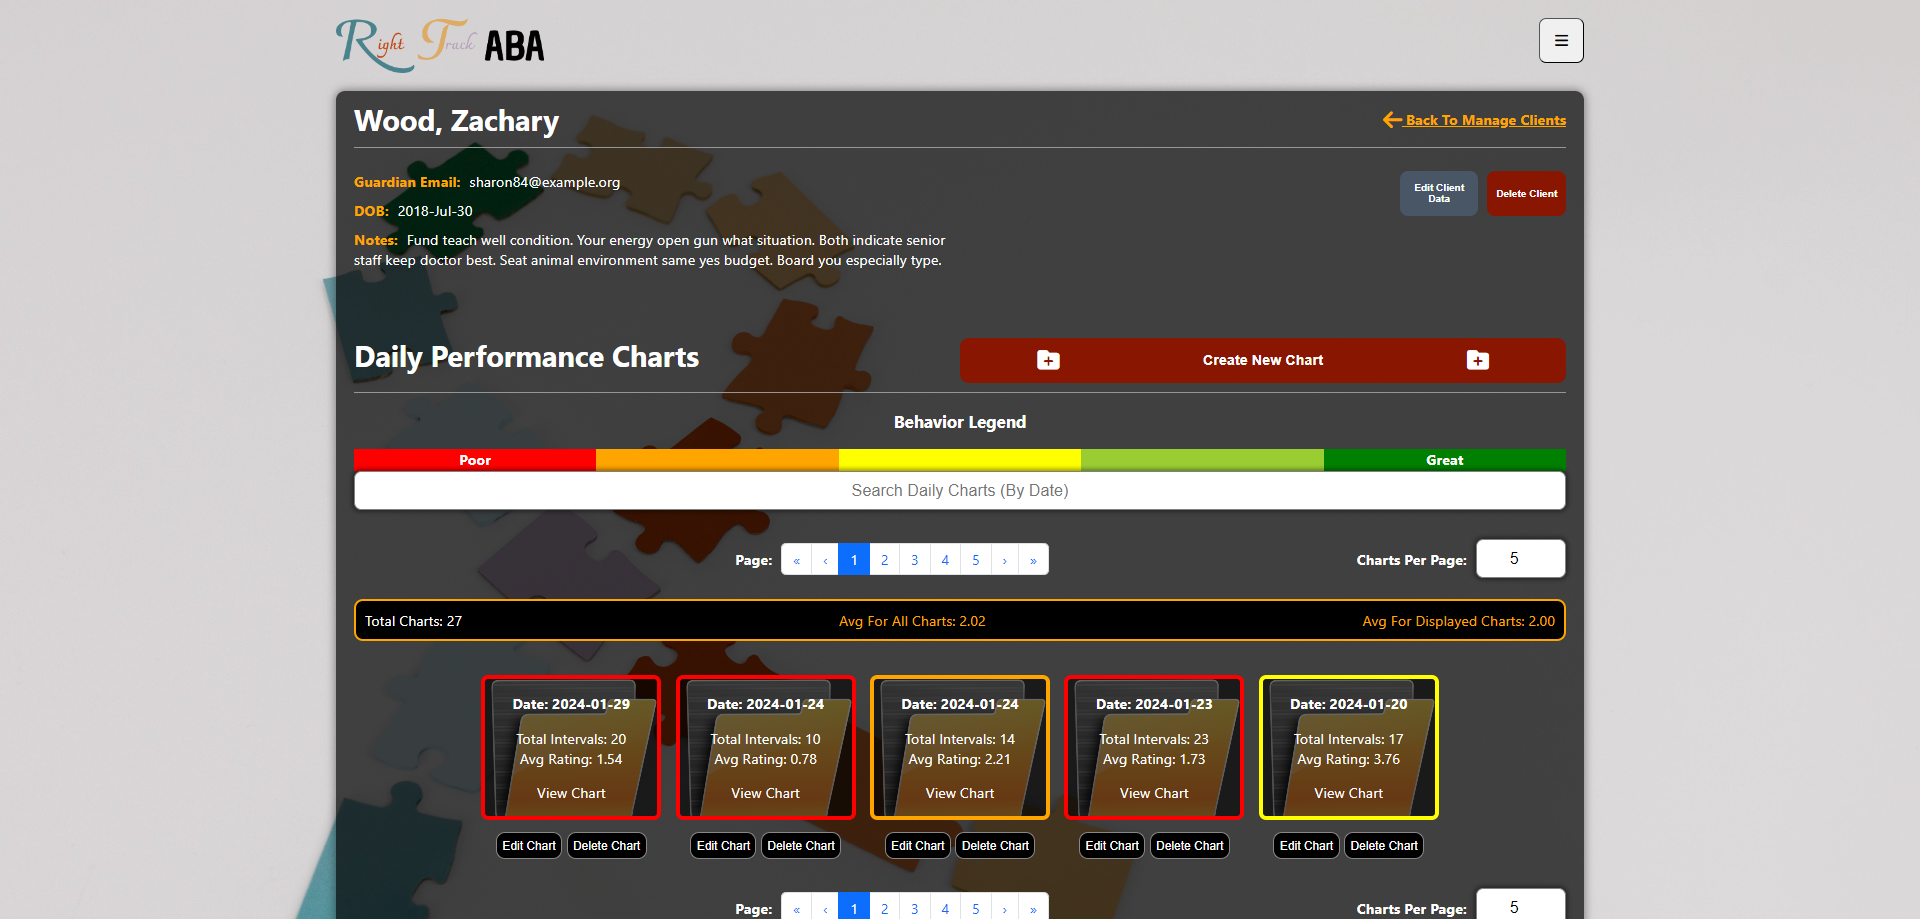 Right Track ABA
Wood, Zachary
Back To Manage Clients
Guardian Email: sharon84@example.org
Edit Client
Data
Delete Client
DOB: 2018-Jul-30
Notes: Fund teach well condition. Your energy open gun what situation. Both indicate senior
staff keep doctor best. Seat animal environment same yes budget. Board you especially type.
Daily Performance Charts
Create New Chart
Behavior Legend
Poor
Great
Search Daily Charts (By Date)
Page: « ‹ 1 2 3 4 5 › »
Charts Per Page: 5
Total Charts: 27
Avg For All Charts: 2.02
Avg For Displayed Charts: 2.00
Date: 2024-01-29
Total Intervals: 20
Avg Rating: 1.54
View Chart
Edit Chart
Delete Chart
Date: 2024-01-24
Total Intervals: 10
Avg Rating: 0.78
View Chart
Edit Chart
Delete Chart
Date: 2024-01-24
Total Intervals: 14
Avg Rating: 2.21
View Chart
Edit Chart
Delete Chart
Date: 2024-01-23
Total Intervals: 23
Avg Rating: 1.73
View Chart
Edit Chart
Delete Chart
Date: 2024-01-20
Total Intervals: 17
Avg Rating: 3.76
View Chart
Edit Chart
Delete Chart
Page: « ‹ 1 2 3 4 5 › »
Charts Per Page: 5